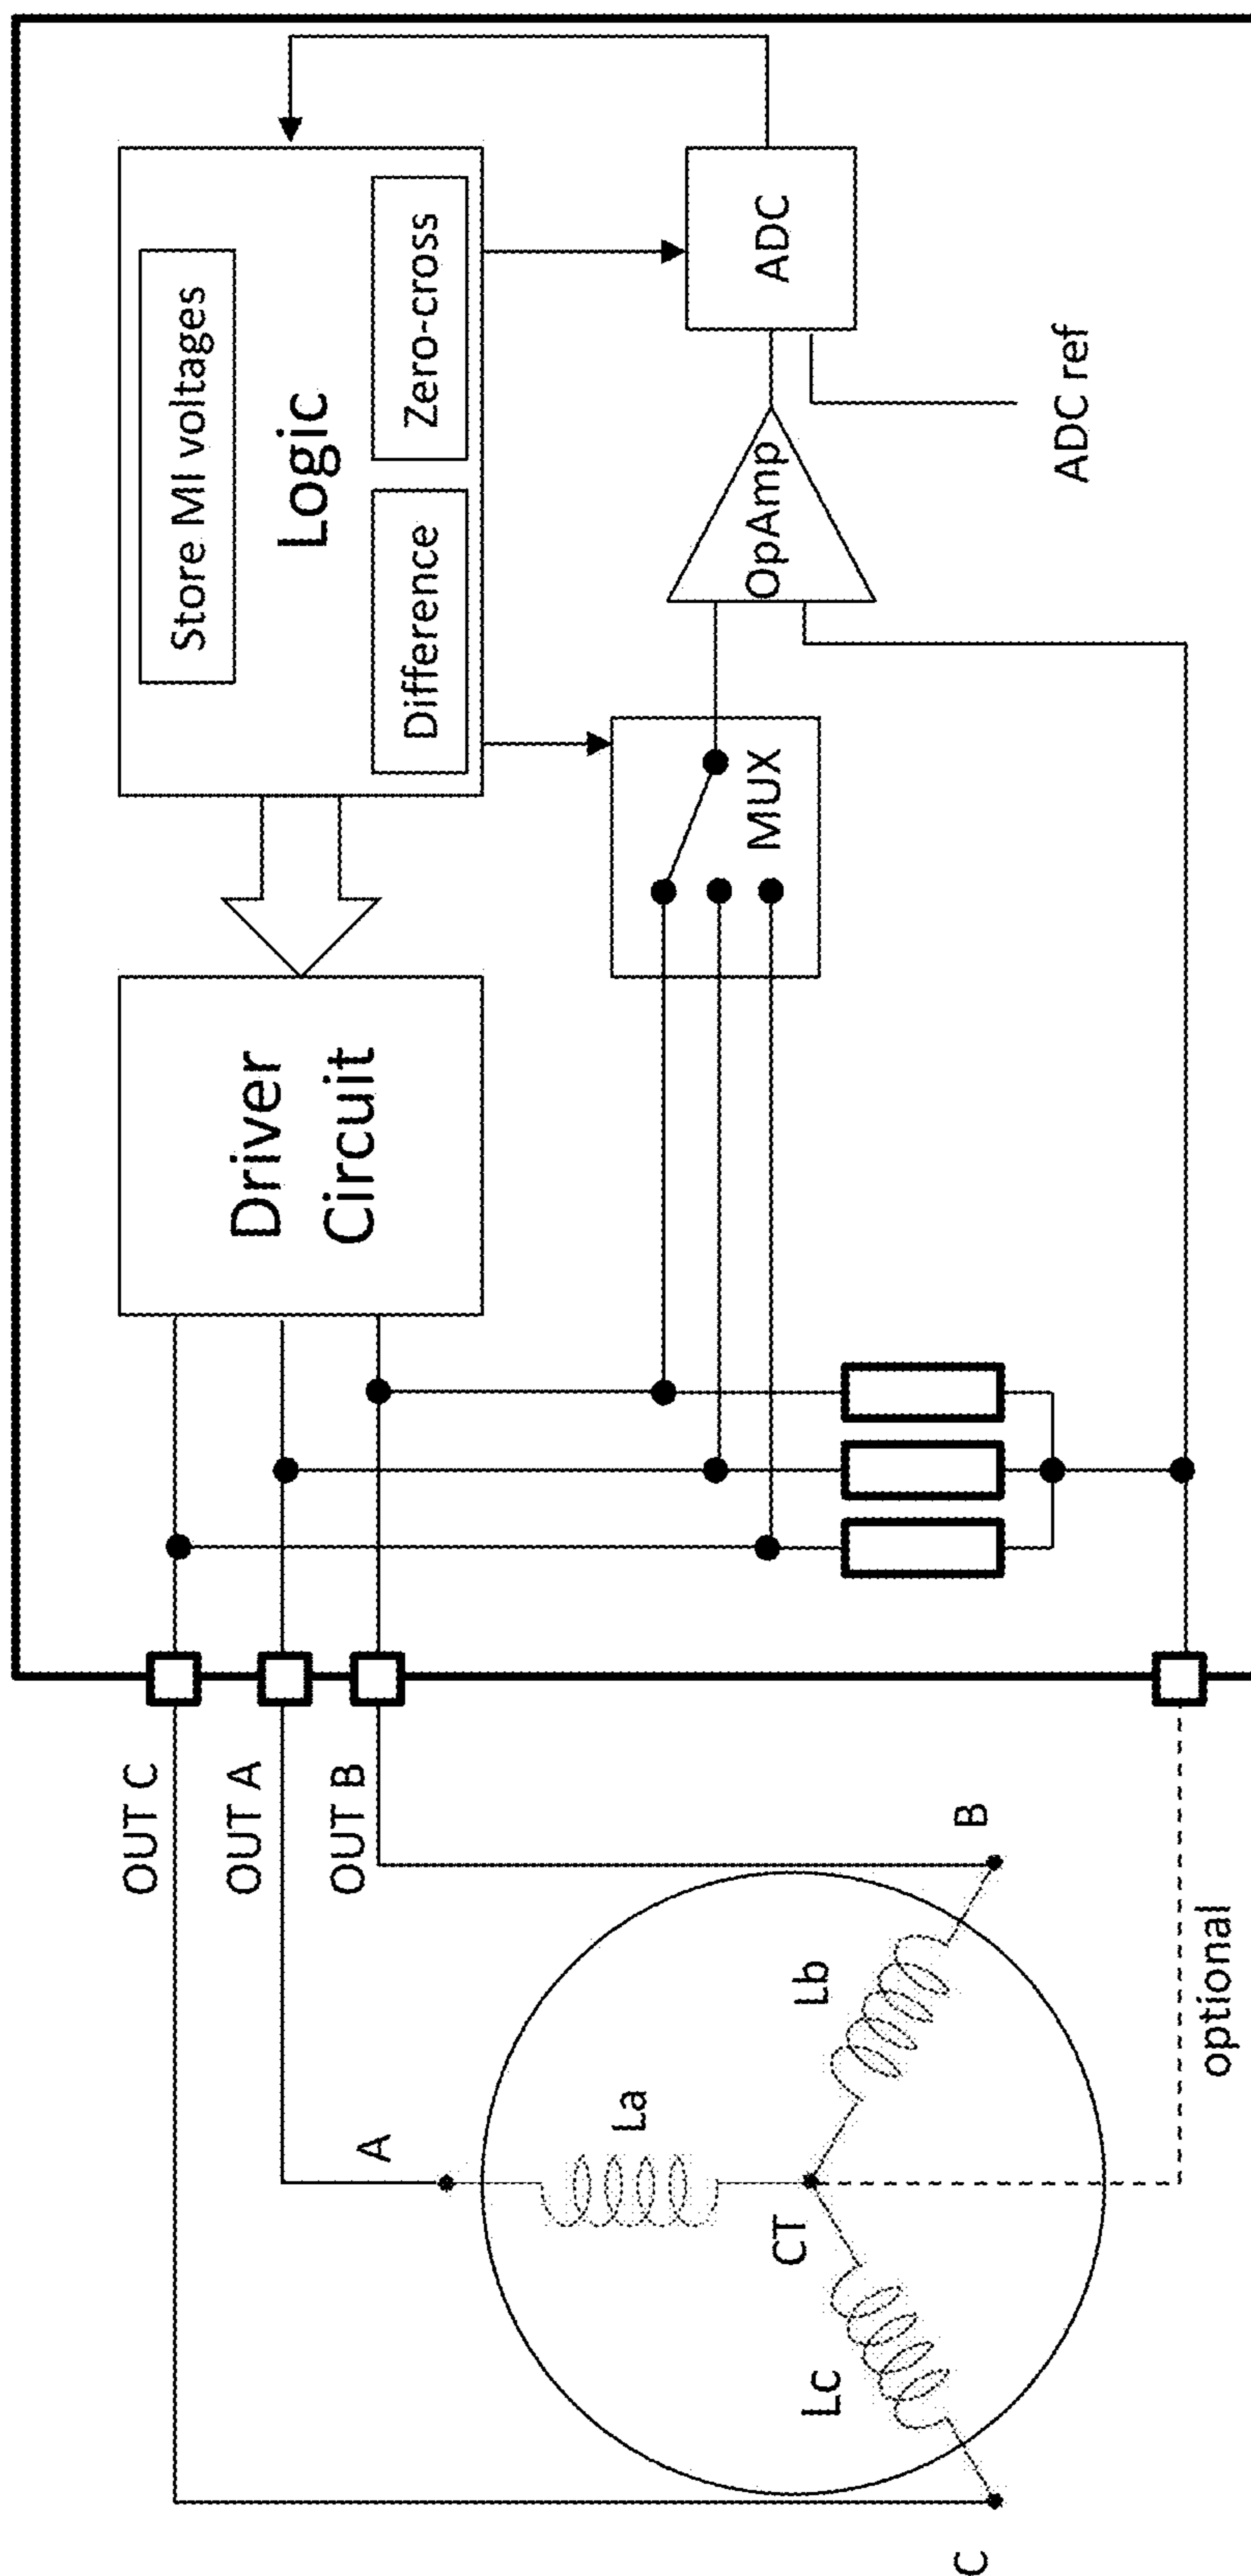 OUT C
OUT A
OUT B
A
La
CT
Lc
Lb
C
B
optional
Driver
Circuit
Store MI voltages
Logic
Difference
Zero-cross
MUX
OpAmp
ADC
ADC ref